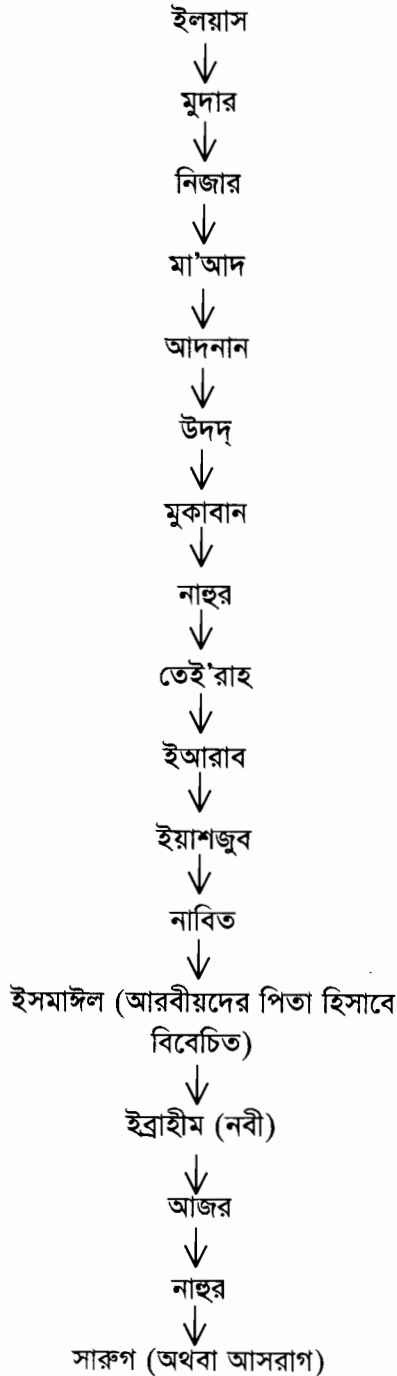 ইলয়াস
মুদার
নিজার
মা'আদ
আদনান
উদদ্
মুকাবান
নাহুর
তেই'রাহ
ইআরাব
ইয়াশজুব
নাবিত
ইসমাঈল (আরবীয়দের পিতা হিসাবে
বিবেচিত)
ইব্রাহীম (নবী)
আজর
নাহুর
সারুগ (অথবা আসরাগ)